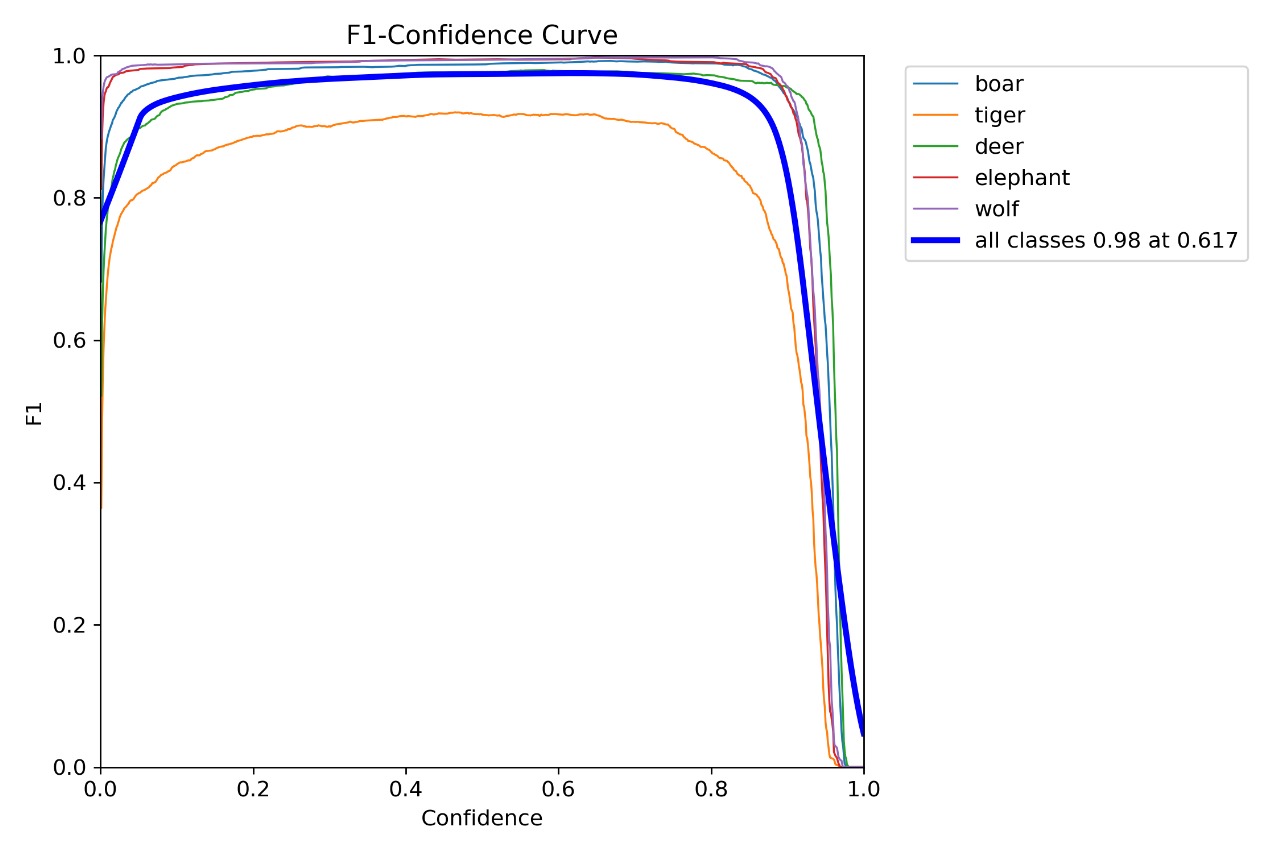 F1-Confidence Curve
1.0
0.8
0.6
0.4
0.2
0.0
F1
0.0 0.2 0.4 0.6 0.8 1.0
Confidence
boar
tiger
deer
elephant
wolf
all classes 0.98 at 0.617